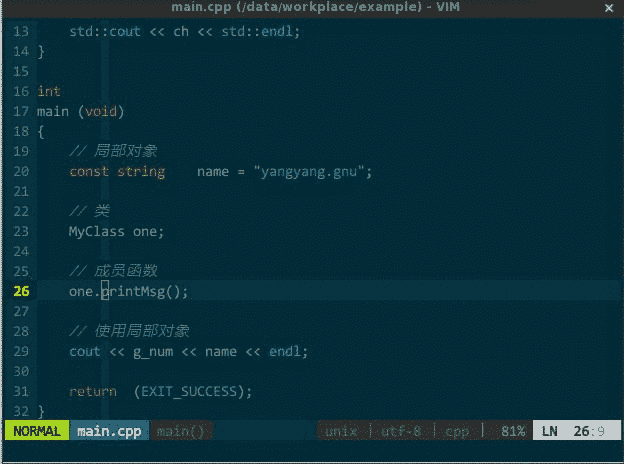 main.cpp (/data/workplace/example) - VIM ×
13 std::cout << ch << std::endl;
14 }
15
16 int
17 main (void)
18 {
19 // 局部对象
20 const string name = "yangyang.gnu";
21
22 // 类
23 MyClass one;
24
25 // 成员函数
26 one.printMsg();
27
28 // 使用局部对象
29 cout << g_num << name << endl;
30
31 return (EXIT_SUCCESS);
32 }
NORMAL main.cpp main() unix | utf-8 | cpp | 81% LN 26:9